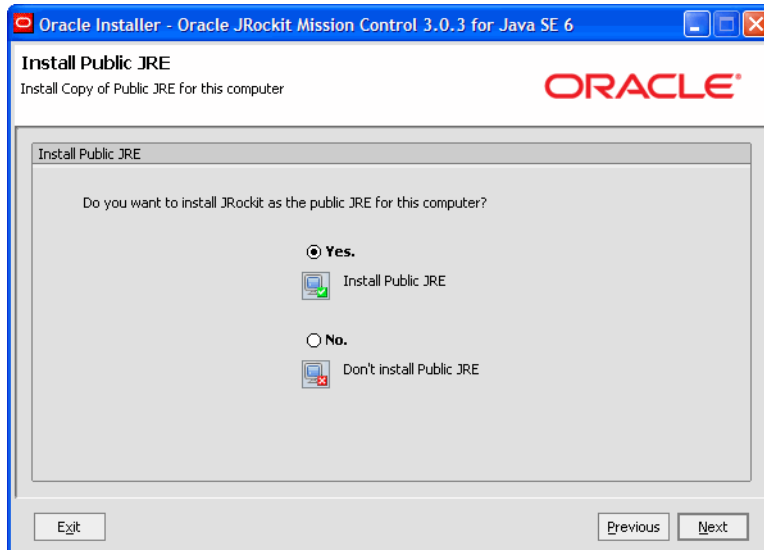 Oracle Installer - Oracle JRockit Mission Control 3.0.3 for Java SE 6
Install Public JRE
Install Copy of Public JRE for this computer
ORACLE
Install Public JRE
Do you want to install JRockit as the public JRE for this computer?
Yes.
Install Public JRE
No.
Don't install Public JRE
Exit
Previous
Next